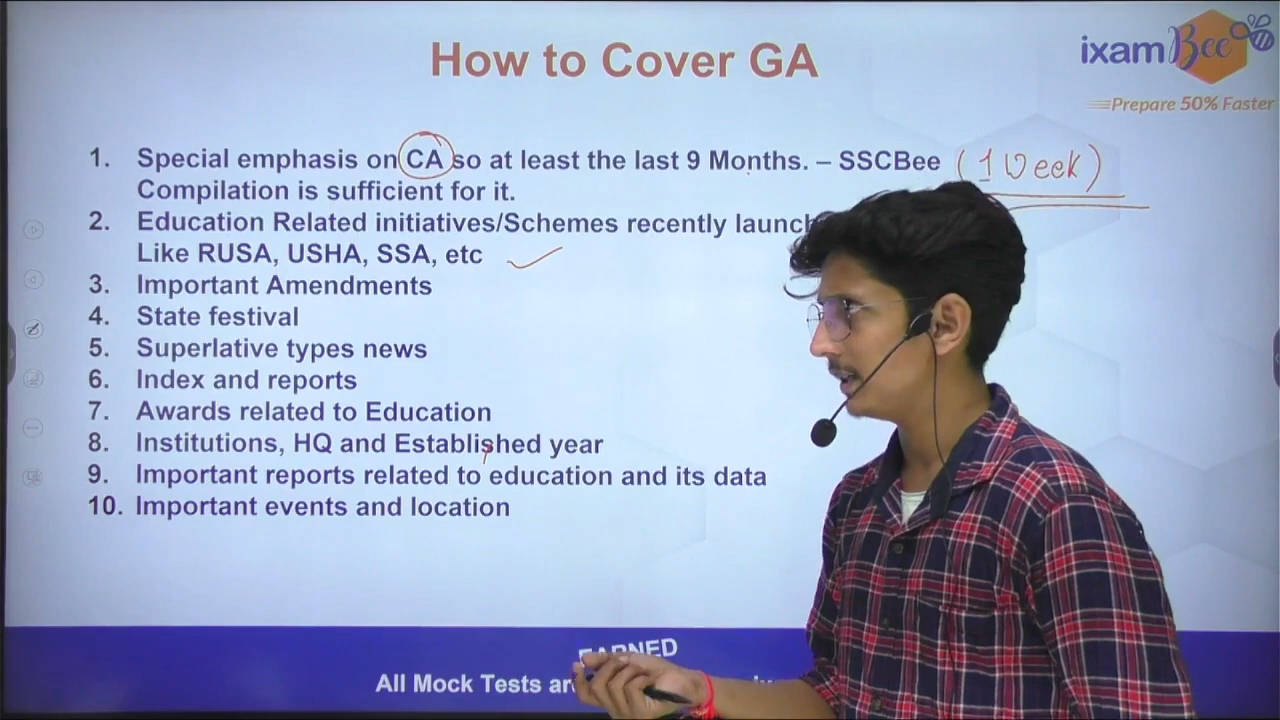 How to Cover GA
ixamBee
Prepare 50% Faster
1. Special emphasis on CA so at least the last 9 Months. – SSCBee (1 Week)
Compilation is sufficient for it.
2. Education Related initiatives/Schemes recently
Like RUSA, USHA, SSA, etc
3. Important Amendments
4. State festival
5. Superlative types news
6. Index and reports
7. Awards related to Education
8. Institutions, HQ and Established year
9. Important reports related to education and its data
10. Important events and location
EARNED
All Mock Tests